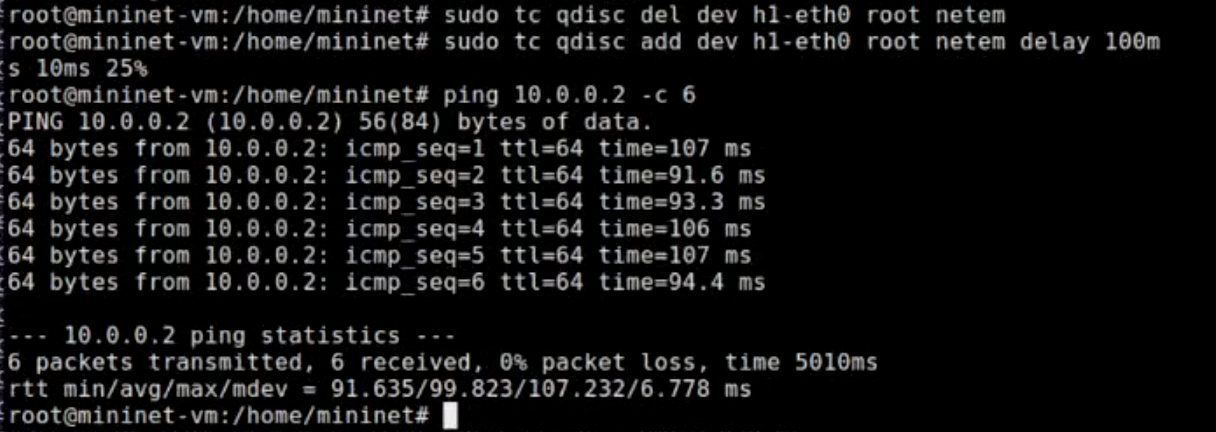 root@mininet-vm:/home/mininet# sudo tc qdisc del dev h1-eth0 root netem
root@mininet-vm:/home/mininet# sudo tc qdisc add dev h1-eth0 root netem delay 100m
s 10ms 25%
root@mininet-vm:/home/mininet# ping 10.0.0.2 -c 6
PING 10.0.0.2 (10.0.0.2) 56(84) bytes of data.
64 bytes from 10.0.0.2: icmp_seq=1 ttl=64 time=107 ms
64 bytes from 10.0.0.2: icmp_seq=2 ttl=64 time=91.6 ms
64 bytes from 10.0.0.2: icmp_seq=3 ttl=64 time=93.3 ms
64 bytes from 10.0.0.2: icmp_seq=4 ttl=64 time=106 ms
64 bytes from 10.0.0.2: icmp_seq=5 ttl=64 time=107 ms
64 bytes from 10.0.0.2: icmp_seq=6 ttl=64 time=94.4 ms

--- 10.0.0.2 ping statistics ---
6 packets transmitted, 6 received, 0% packet loss, time 5010ms
rtt min/avg/max/mdev = 91.635/99.823/107.232/6.778 ms
root@mininet-vm:/home/mininet#